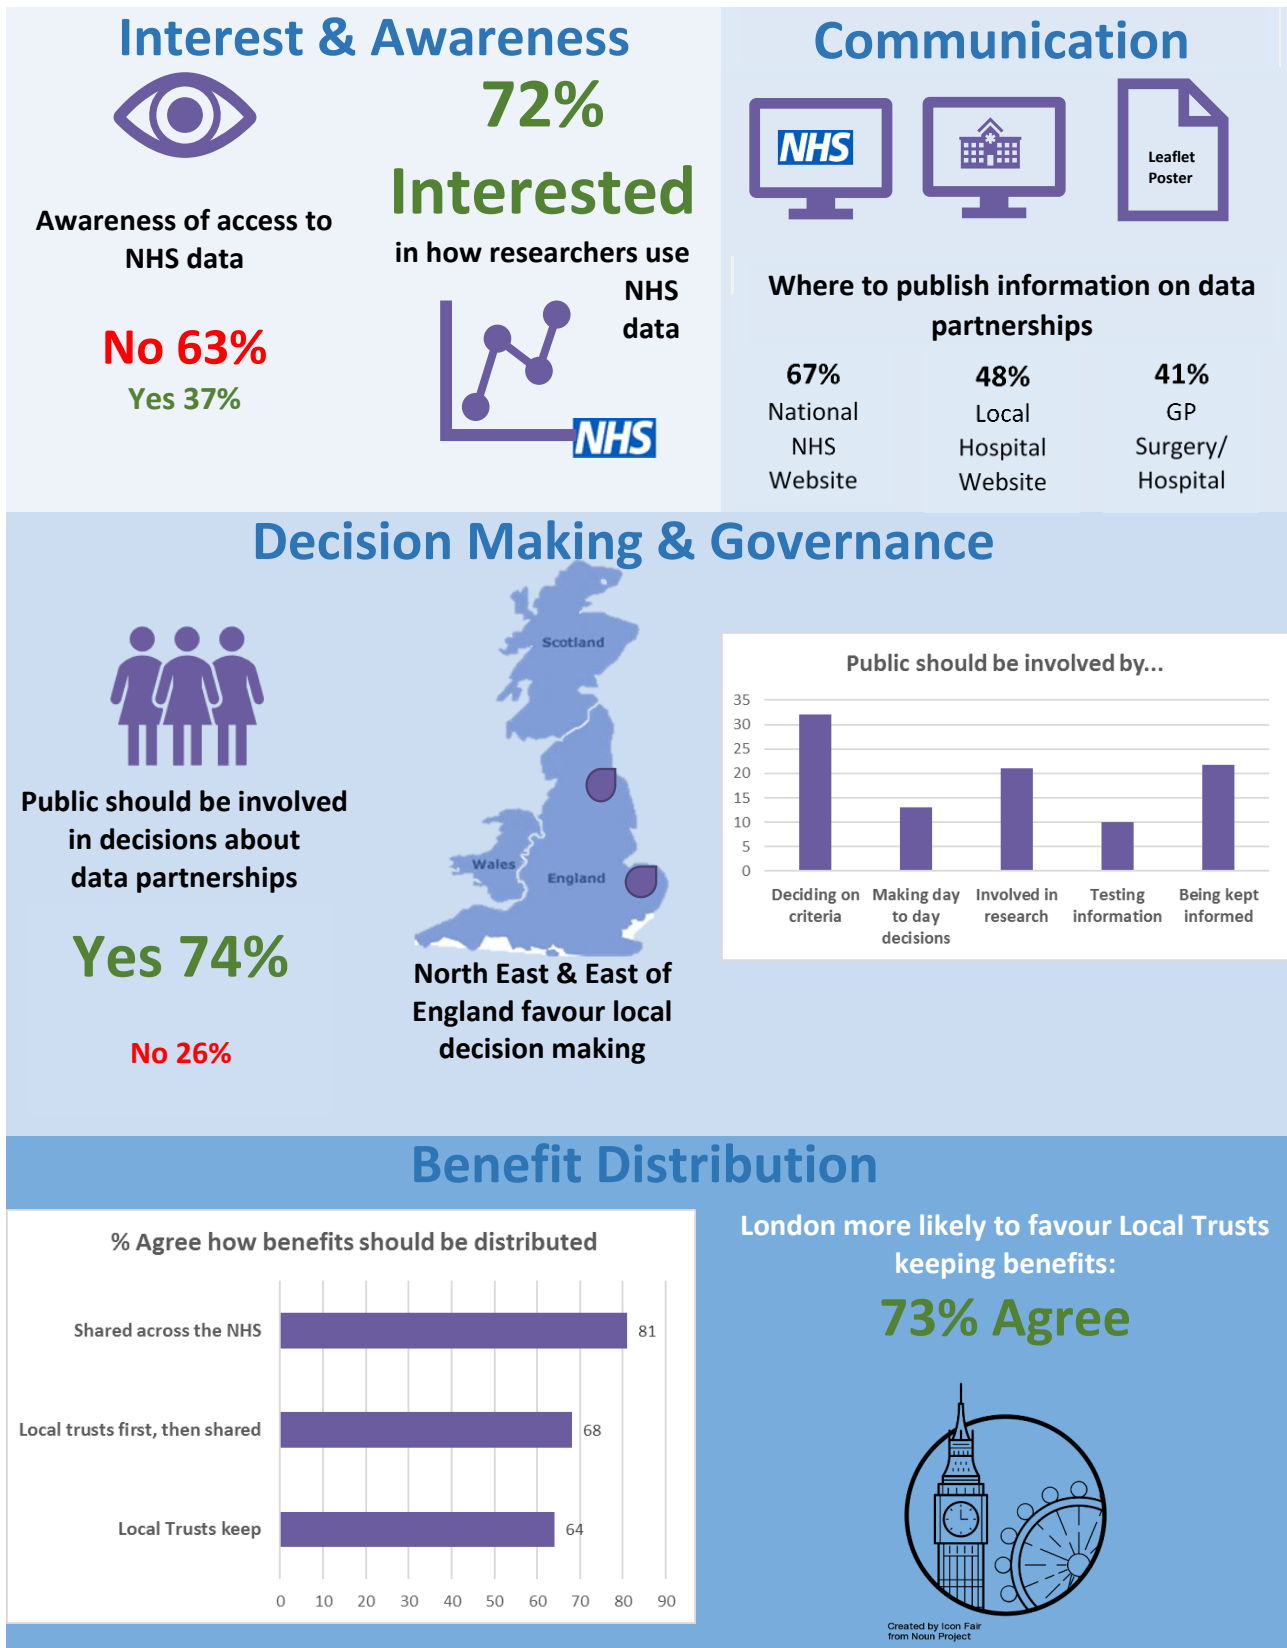 Interest & Awareness
Awareness of access to
NHS data
No 63%
Yes 37%
72%
Interested
in how researchers use
NHS
data
NHS
Communication
NHS
Leaflet
Poster
Where to publish information on data
partnerships
67%
National
NHS
Website
48%
Local
Hospital
Website
41%
GP
Surgery/
Hospital
Decision Making & Governance
Public should be involved
in decisions about
data partnerships
Yes 74%
No 26%
Scotland
Wales
England
North East & East of
England favour local
decision making
Public should be involved by...
35
30
25
20
15
10
5
0
Deciding on
criteria
Making day
to day
decisions
Involved in
research
Testing
information
Being kept
informed
Benefit Distribution
% Agree how benefits should be distributed
Shared across the NHS
81
Local trusts first, then shared
68
Local Trusts keep
64
0 10 20 30 40 50 60 70 80 90
London more likely to favour Local Trusts
keeping benefits:
73% Agree
Created by Icon Fair
from Noun Project